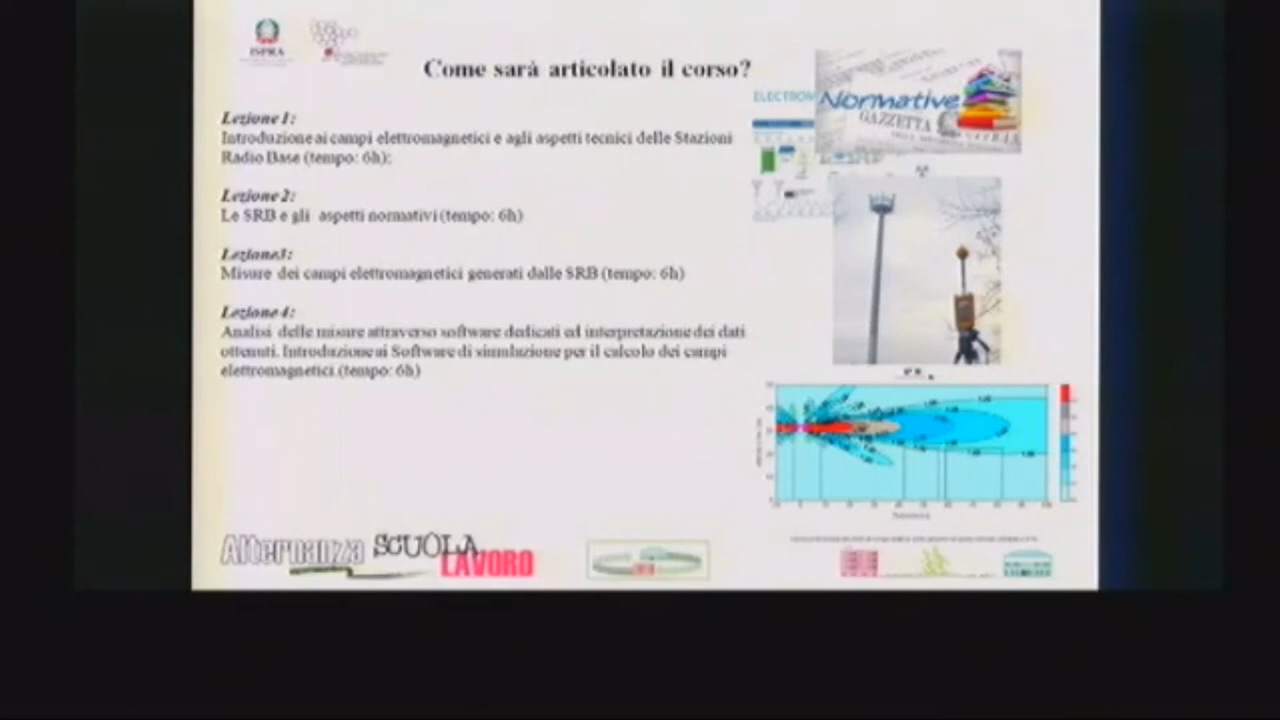 ISPRA
Come sarà articolato il corso?
Lezione 1:
Introduzione ai campi elettromagnetici e agli aspetti tecnici delle Stazioni
Radio Base (tempo: 6h);
Lezione 2:
Le SRB e gli aspetti normativi (tempo: 6h)
Lezione3:
Misure dei campi elettromagnetici generati dalle SRB (tempo: 6h)
Lezione 4:
Analisi delle misure attraverso software dedicati ed interpretazione dei dati
ottenuti. Introduzione ai Software di simulazione per il calcolo dei campi
elettromagnetici.(tempo: 6h)
ELECTROM
Normative
GAZZETTA
Alternanza SCUOLA
LAVORO